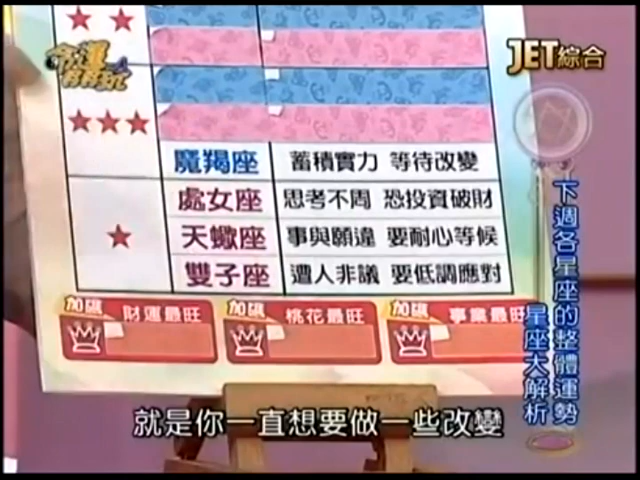 命運好好玩
JET綜合
魔羯座 蓄積實力 等待改變
處女座 思考不周 恐投資破財
天蠍座 事與願違 要耐心等候
雙子座 遭人非議 要低調應對
加碼 財運最旺
加碼 桃花最旺
加碼 事業最旺
下週各星座的整體運勢
星座大解析
就是你一直想要做一些改變